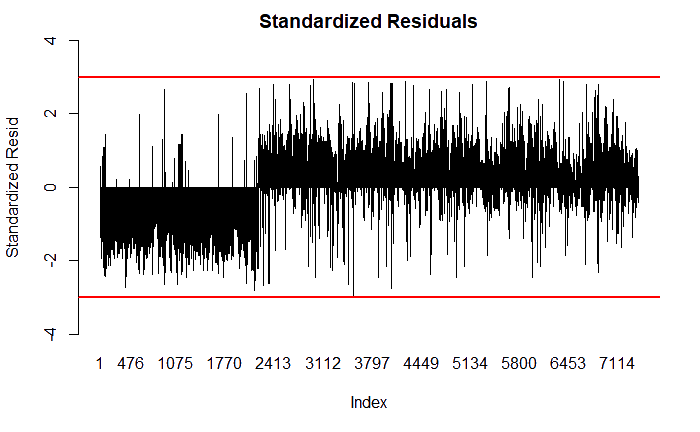 Standardized Residuals
4
2
0
-2
-4
Standardized Resid
1 476 1075 1770 2413 3112 3797 4449 5134 5800 6453 7114
Index